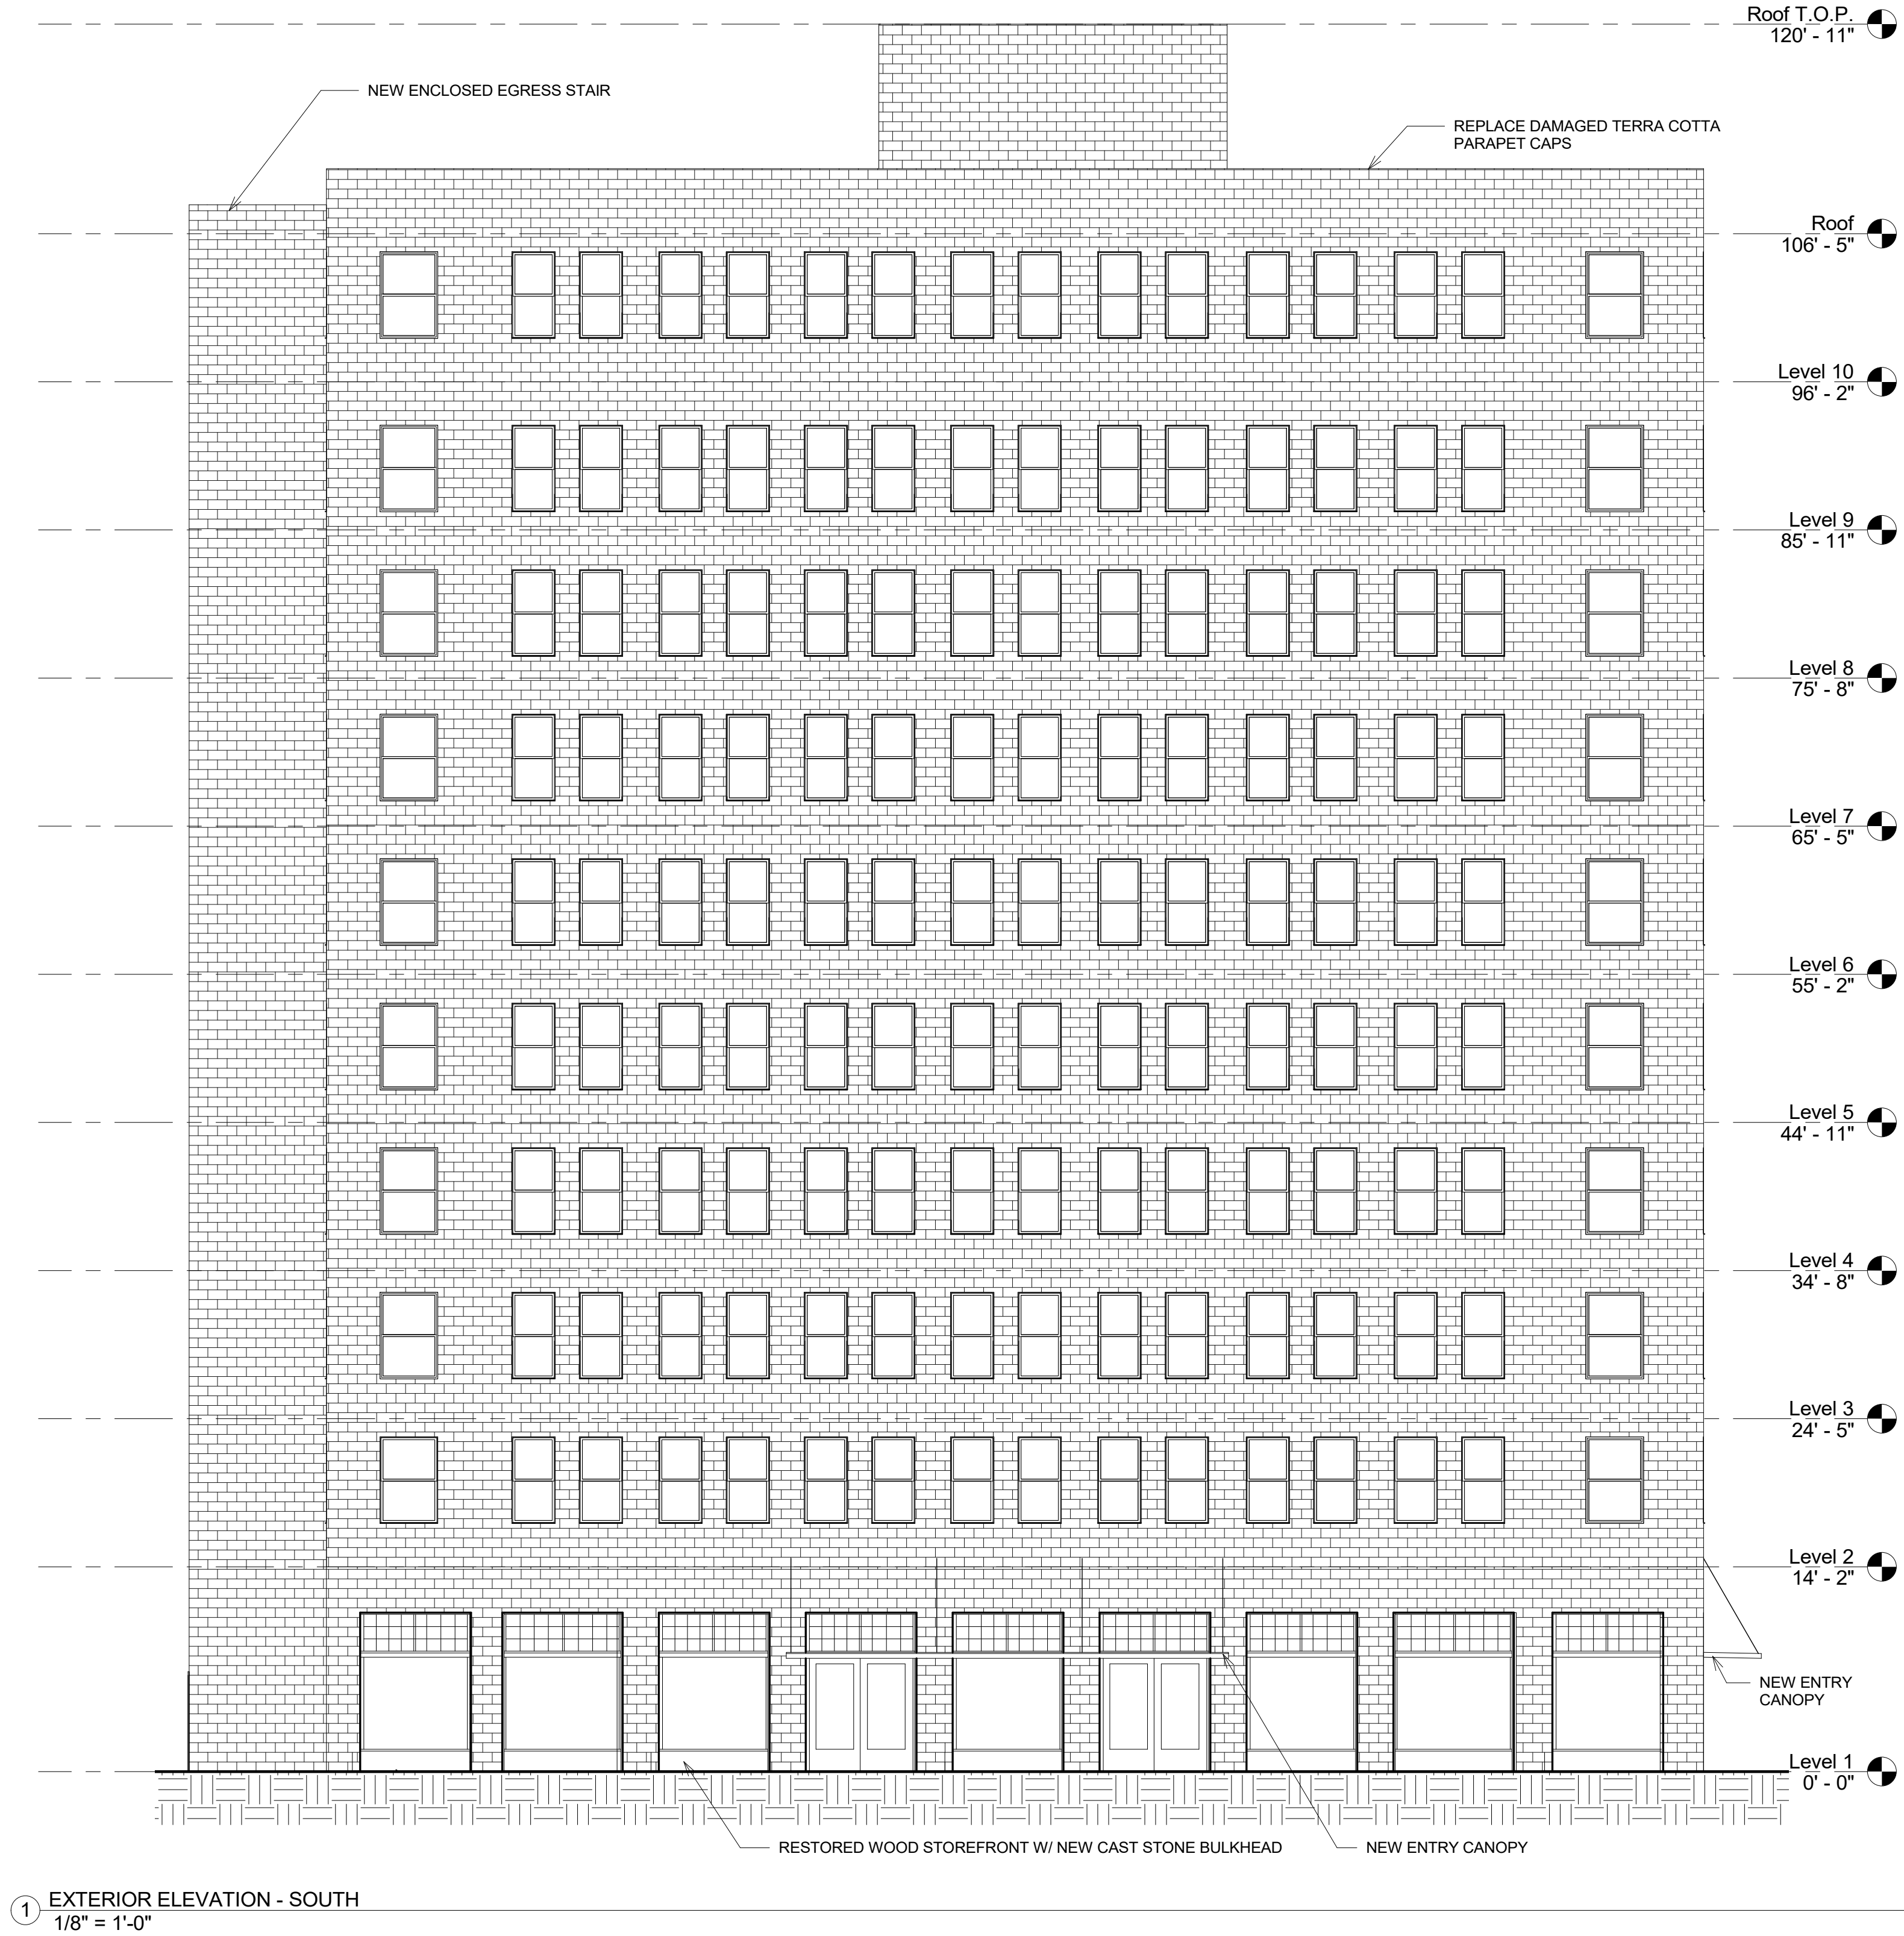 Roof T.O.P.
120' - 11"
NEW ENCLOSED EGRESS STAIR
REPLACE DAMAGED TERRA COTTA
PARAPET CAPS
Roof
106' - 5"
Level 10
96' - 2"
Level 9
85' - 11"
Level 8
75' - 8"
Level 7
65' - 5"
Level 6
55' - 2"
Level 5
44' - 11"
Level 4
34' - 8"
Level 3
24' - 5"
Level 2
14' - 2"
NEW ENTRY
CANOPY
Level 1
0' - 0"
RESTORED WOOD STOREFRONT W/ NEW CAST STONE BULKHEAD
NEW ENTRY CANOPY
1
EXTERIOR ELEVATION - SOUTH
1/8" = 1'-0"